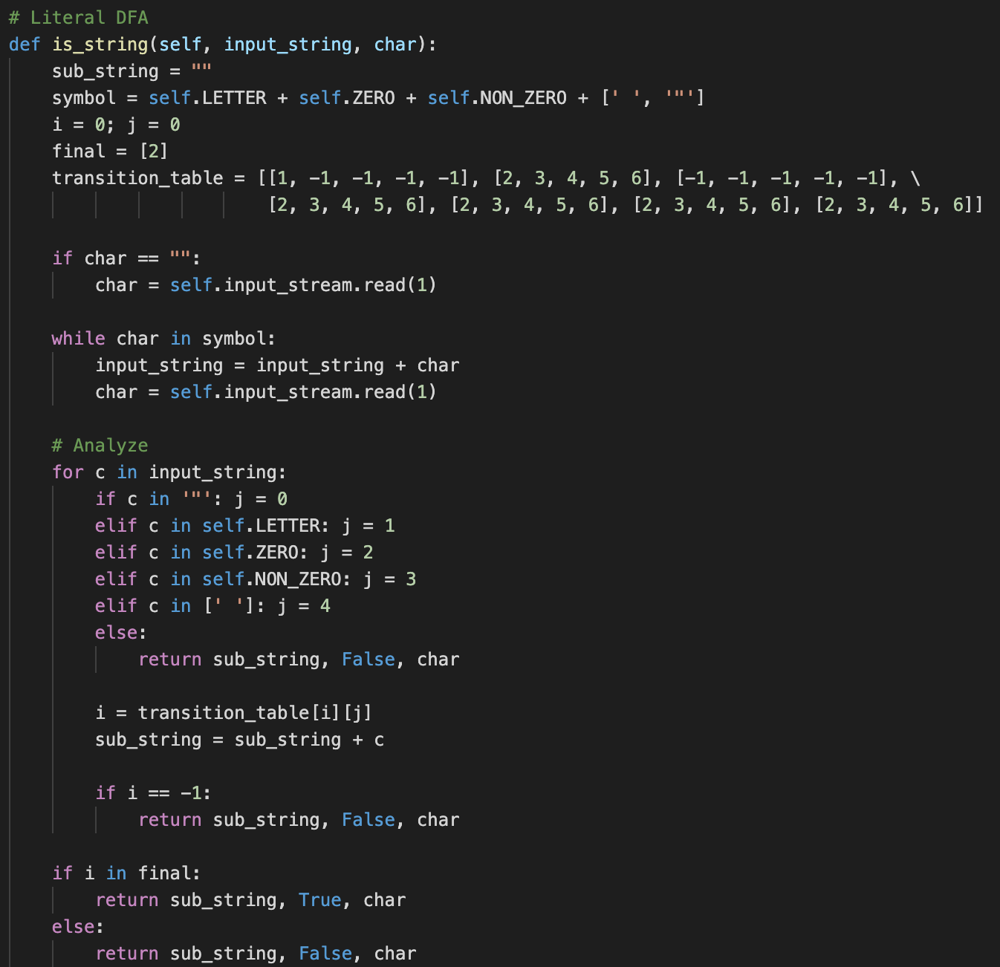 # Literal DFA
def is_string(self, input_string, char):
    sub_string = ""
    symbol = self.LETTER + self.ZERO + self.NON_ZERO + [' ', '"']
    i = 0; j = 0
    final = [2]
    transition_table = [[1, -1, -1, -1, -1], [2, 3, 4, 5, 6], [-1, -1, -1, -1, -1], \
                        [2, 3, 4, 5, 6], [2, 3, 4, 5, 6], [2, 3, 4, 5, 6], [2, 3, 4, 5, 6]]
    if char == "":
        char = self.input_stream.read(1)
    while char in symbol:
        input_string = input_string + char
        char = self.input_stream.read(1)
    # Analyze
    for c in input_string:
        if c in '"': j = 0
        elif c in self.LETTER: j = 1
        elif c in self.ZERO: j = 2
        elif c in self.NON_ZERO: j = 3
        elif c in [' ']: j = 4
        else:
            return sub_string, False, char
        i = transition_table[i][j]
        sub_string = sub_string + c
        if i == -1:
            return sub_string, False, char
    if i in final:
        return sub_string, True, char
    else:
        return sub_string, False, char